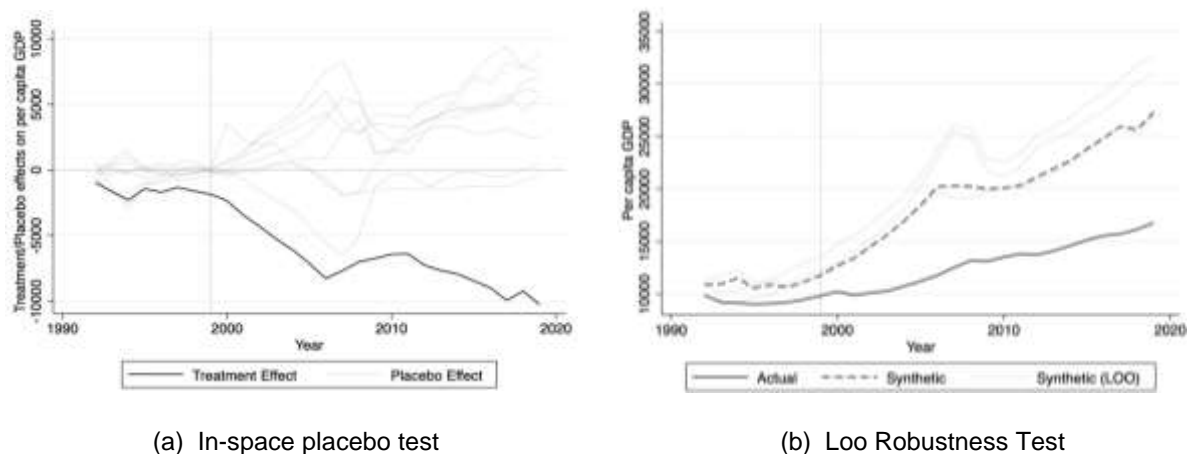 Treatment/Placebo effects on per capita GDP
10000
5000
0
-5000
-10000
1990
2000
2010
2020
Year
Treatment Effect
Placebo Effect
(a) In-space placebo test
Per capita GDP
35000
30000
25000
20000
15000
10000
1990
2000
2010
2020
Year
Actual
Synthetic
Synthetic (LOO)
(b) Loo Robustness Test